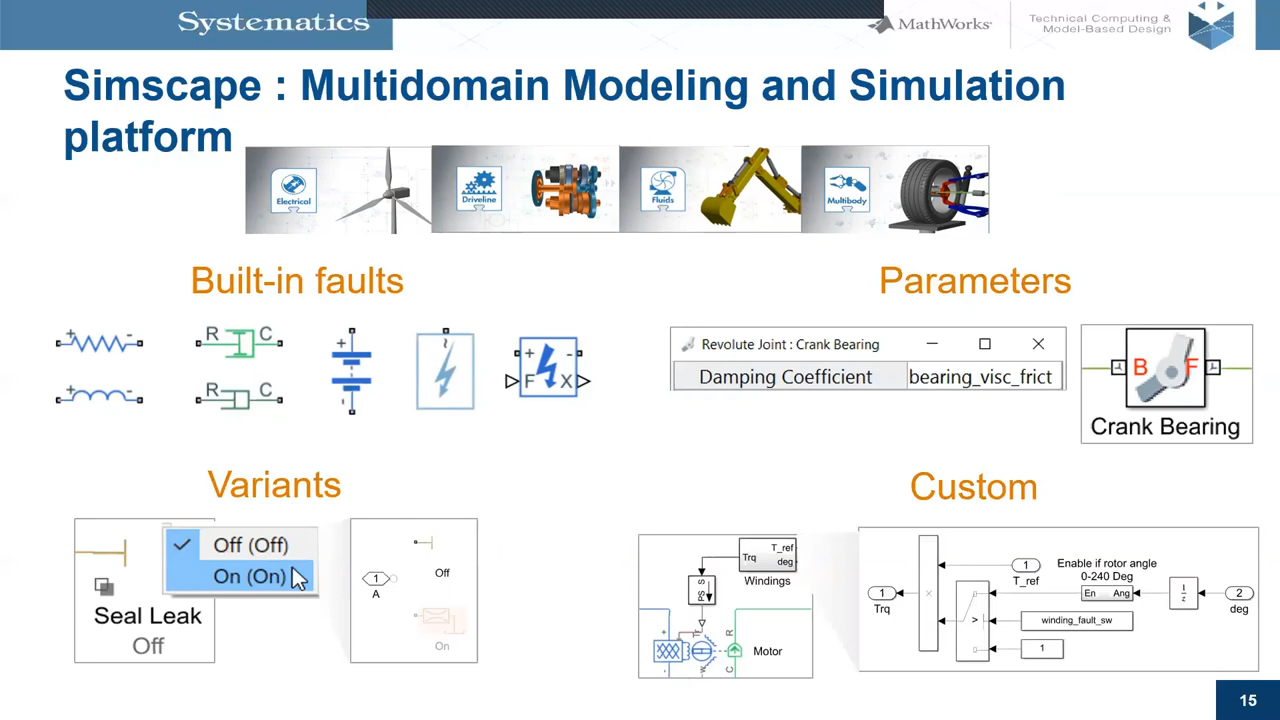 Systematics
MathWorks®
Technical Computing &
Model-Based Design
Simscape : Multidomain Modeling and Simulation
platform
Electrical
Driveline
Fluids
Multibody
Built-in faults
+ -
R C
+
-
~
+ -
F X
+ -
R C
Parameters
Revolute Joint : Crank Bearing
Damping Coefficient bearing_visc_frict
B F
Crank Bearing
Variants
Off (Off)
On (On)
Seal Leak
Off
1
A
Off
On
Custom
Trq
T_ref
deg
Windings
PS S
+
-
Tr
W
R
C
Motor
1
Trq
×
>
1
T_ref
Enable if rotor angle
0-240 Deg
En Ang
1
z
2
deg
winding_fault_sw
1
15